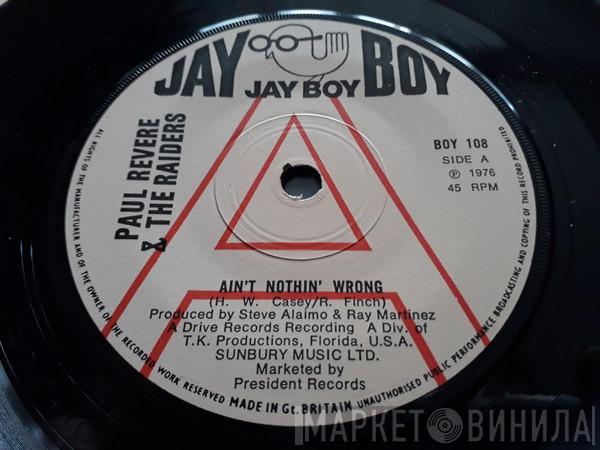 JAY BOY
JAY BOY
PAUL REVERE
& THE RAIDERS
BOY 108
SIDE A
Ⓟ 1976
45 RPM
A
AIN'T NOTHIN' WRONG
(H. W. Casey/R. Finch)
Produced by Steve Alaimo & Ray Martinez
A Drive Records Recording A Div. of
T.K. Productions, Florida, U.S.A.
SUNBURY MUSIC LTD.
Marketed by
President Records
ALL RIGHTS OF THE MANUFACTURER AND OF THE OWNER OF THE RECORDED WORK RESERVED MADE IN Gt. BRITAIN UNAUTHORISED PUBLIC PERFORMANCE BROADCASTING AND COPYING OF THIS RECORD PROHIBITED
МАРКЕТ ВИНИЛА